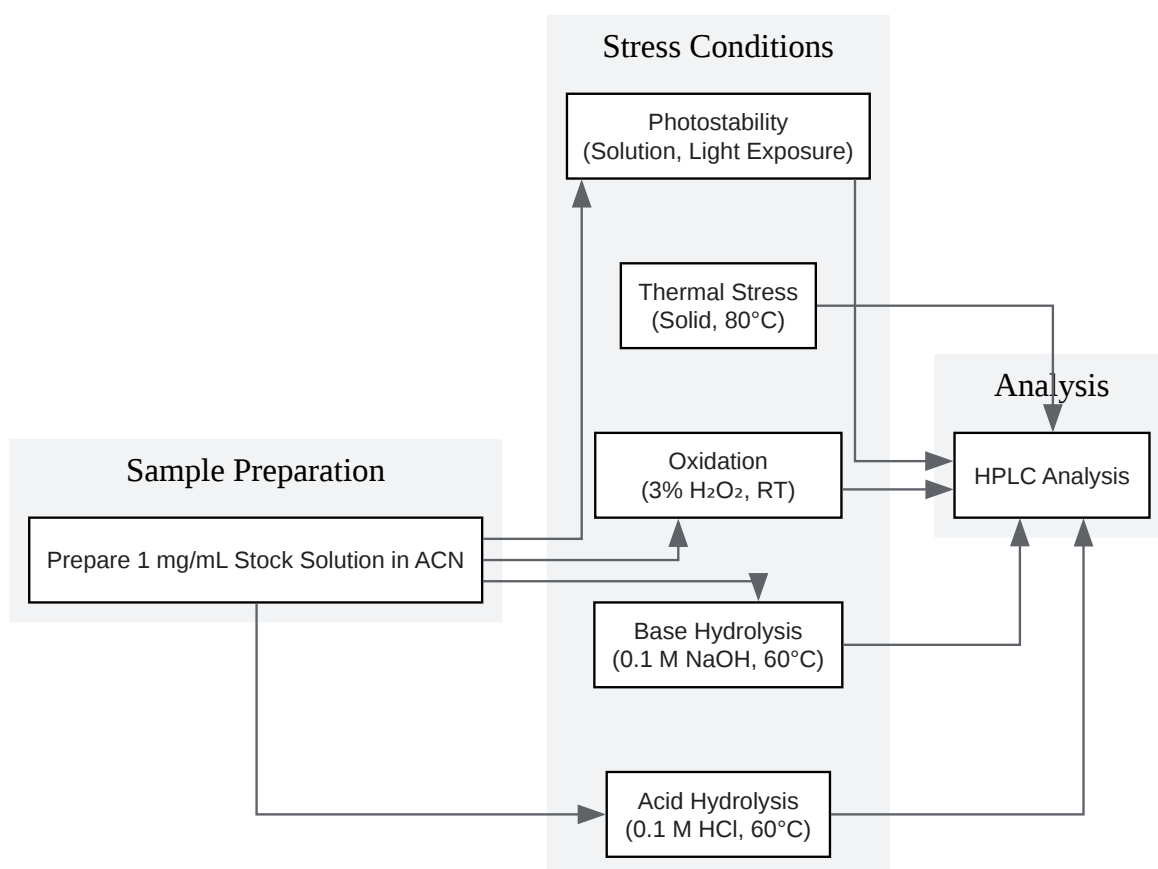 Stress Conditions
Photostability
(Solution, Light Exposure)
Thermal Stress
(Solid, 80°C)
Analysis
Sample Preparation
Oxidation
(3% H₂O₂, RT)
HPLC Analysis
Prepare 1 mg/mL Stock Solution in ACN
Base Hydrolysis
(0.1 M NaOH, 60°C)
Acid Hydrolysis
(0.1 M HCl, 60°C)